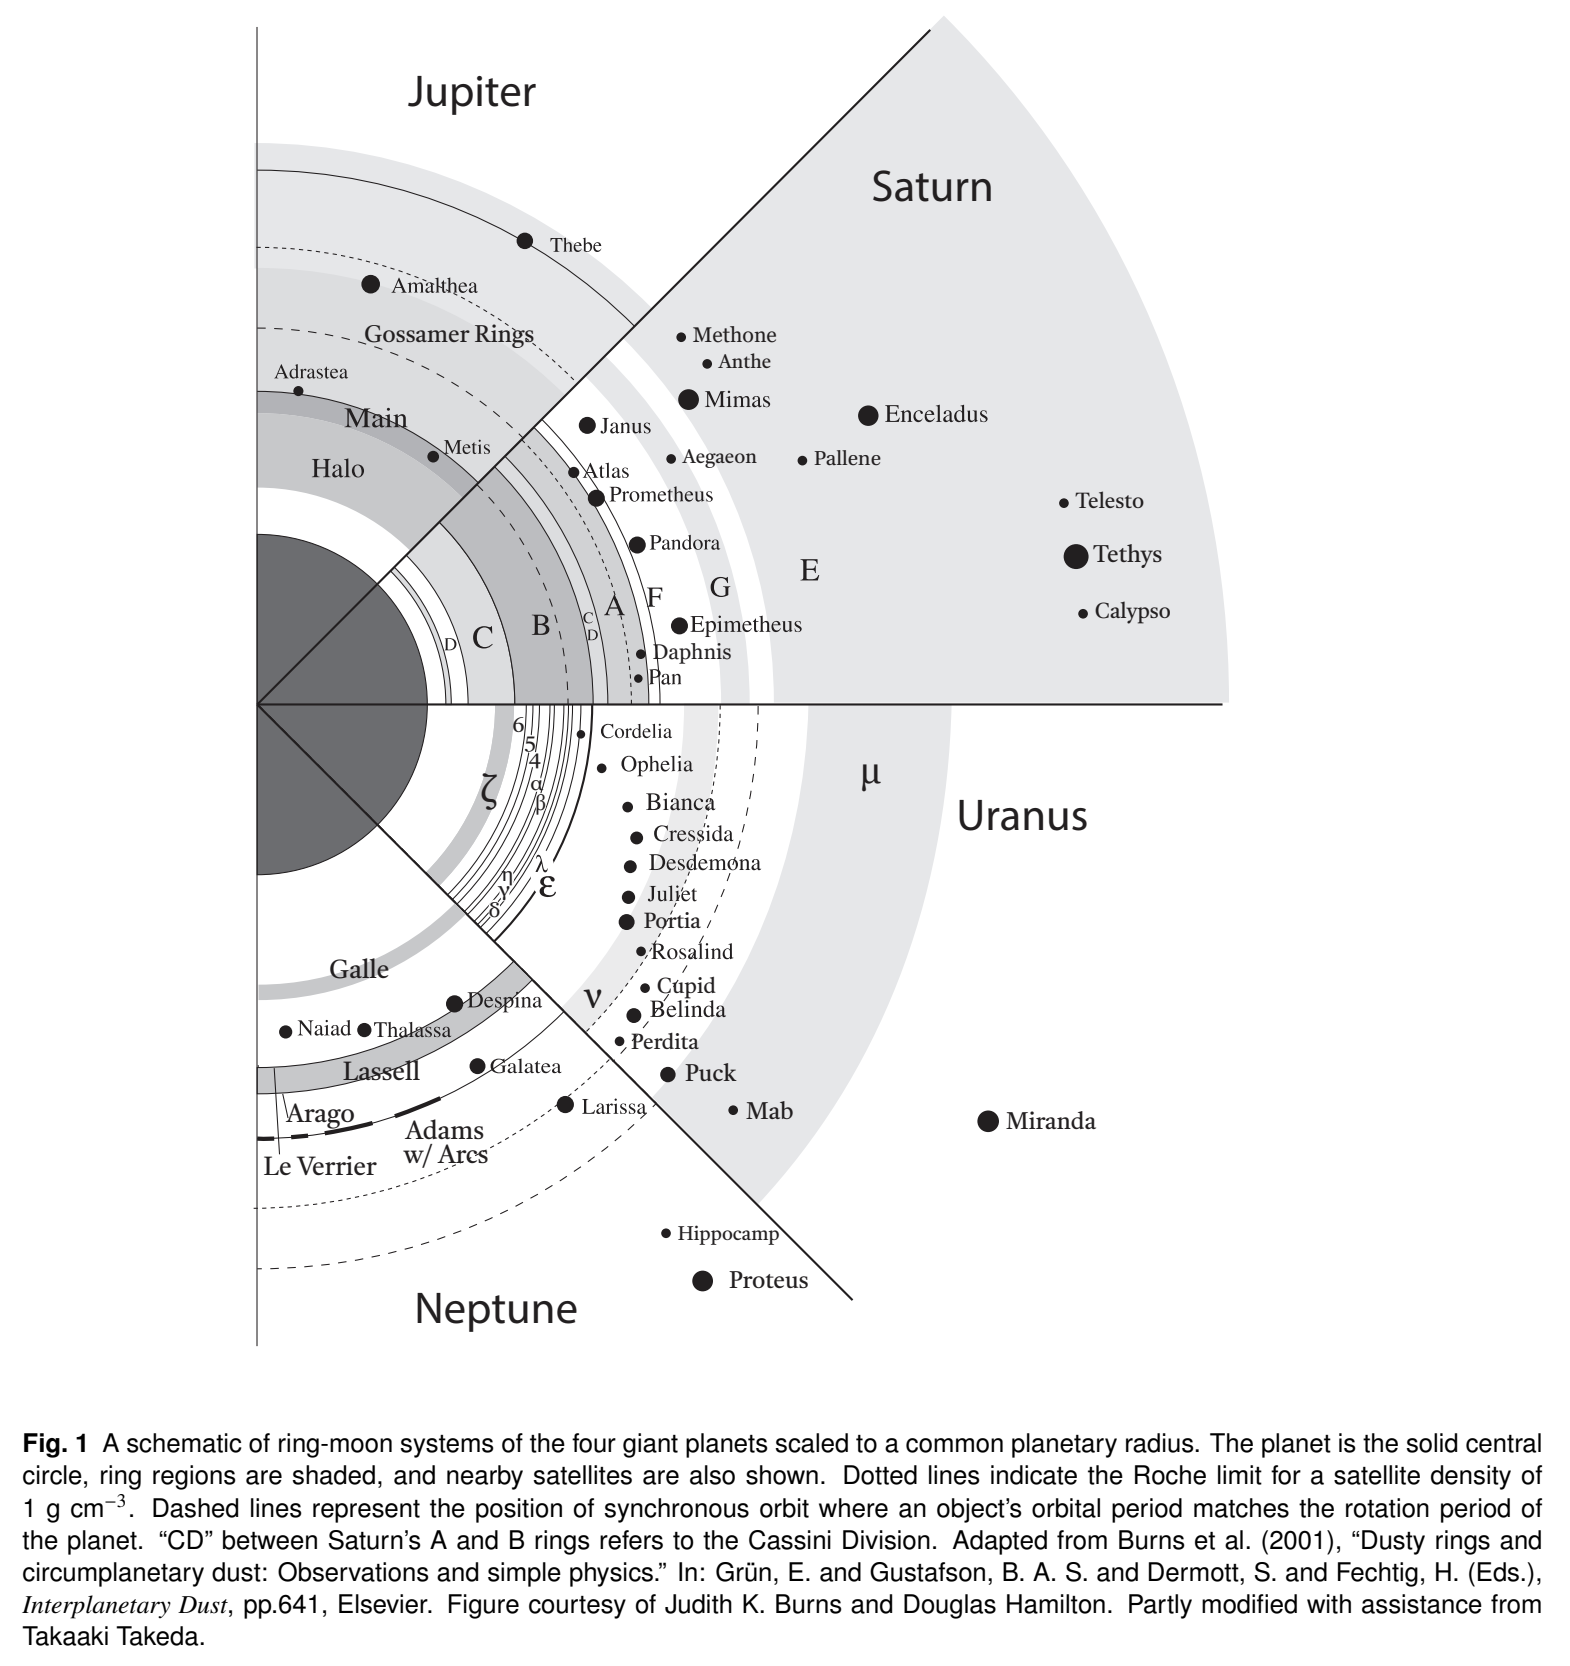 Jupiter
Saturn
Thebe
Amalthea
Gossamer Rings
Adrastea
Main
Metis
Halo
Methone
Anthe
Mimas
Enceladus
Janus
Aegaeon
Pallene
Atlas
Prometheus
Telesto
Pandora
Tethys
E
G
F
A
Calypso
C
D
B
C
D
Epimetheus
Daphnis
Pan
6
5
4
α
β
ζ
Cordelia
Ophelia
Bianca
μ
Uranus
Cressida
Desdemona
λ
ε
η
γ
δ
Juliet
Portia
Rosalind
Cupid
ν
Belinda
Perdita
Puck
Mab
Miranda
Galle
Despina
Naiad
Thalassa
Lassell
Galatea
Arago
Larissa
Adams
w/ Arcs
Le Verrier
Hippocamp
Proteus
Neptune
Fig. 1 A schematic of ring-moon systems of the four giant planets scaled to a common planetary radius. The planet is the solid central
circle, ring regions are shaded, and nearby satellites are also shown. Dotted lines indicate the Roche limit for a satellite density of
1 g cm⁻³. Dashed lines represent the position of synchronous orbit where an object's orbital period matches the rotation period of
the planet. “CD” between Saturn's A and B rings refers to the Cassini Division. Adapted from Burns et al. (2001), “Dusty rings and
circumplanetary dust: Observations and simple physics.” In: Grün, E. and Gustafson, B. A. S. and Dermott, S. and Fechtig, H. (Eds.),
Interplanetary Dust, pp.641, Elsevier. Figure courtesy of Judith K. Burns and Douglas Hamilton. Partly modified with assistance from
Takaaki Takeda.